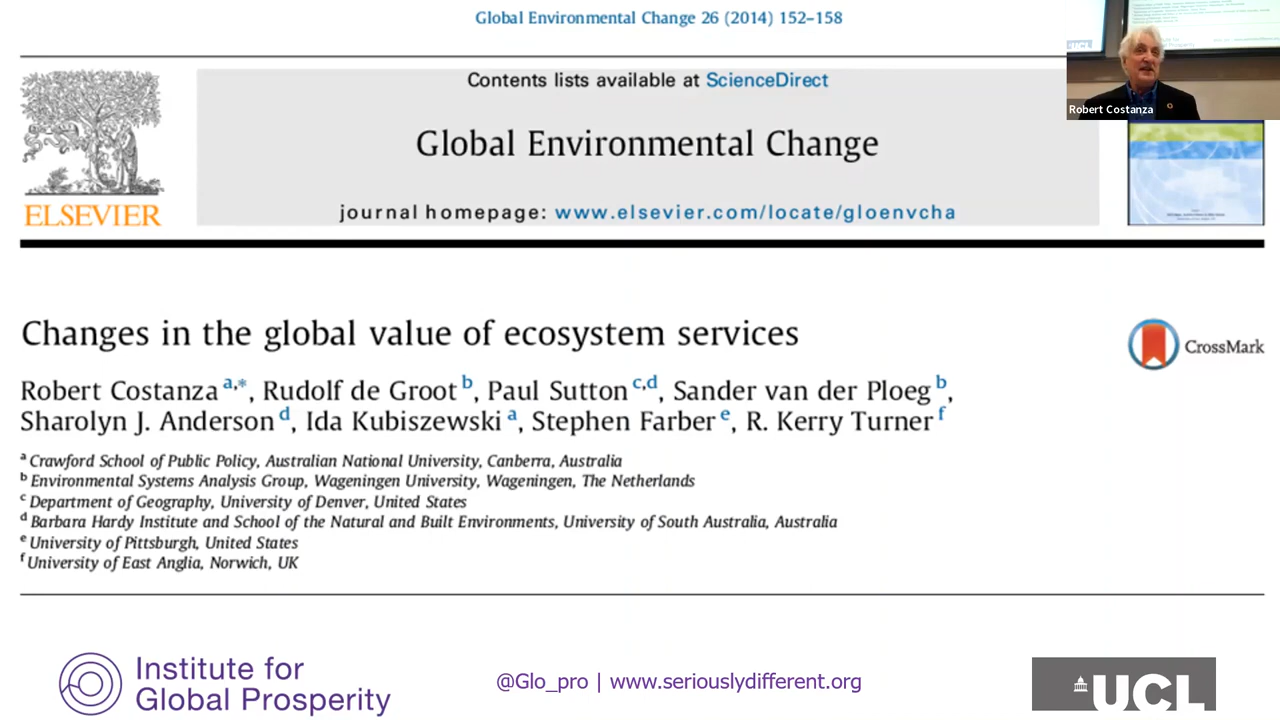 Global Environmental Change 26 (2014) 152–158
Contents lists available at ScienceDirect
Global Environmental Change
journal homepage: www.elsevier.com/locate/gloenvcha
ELSEVIER
UCL
Robert Costanza
Changes in the global value of ecosystem services
CrossMark
Robert Costanza a,*, Rudolf de Groot b, Paul Sutton c,d, Sander van der Ploeg b,
Sharolyn J. Anderson d, Ida Kubiszewski a, Stephen Farber e, R. Kerry Turner f
a Crawford School of Public Policy, Australian National University, Canberra, Australia
b Environmental Systems Analysis Group, Wageningen University, Wageningen, The Netherlands
c Department of Geography, University of Denver, United States
d Barbara Hardy Institute and School of the Natural and Built Environments, University of South Australia, Australia
e University of Pittsburgh, United States
f University of East Anglia, Norwich, UK
Institute for
Global Prosperity
@Glo_pro | www.seriouslydifferent.org
UCL